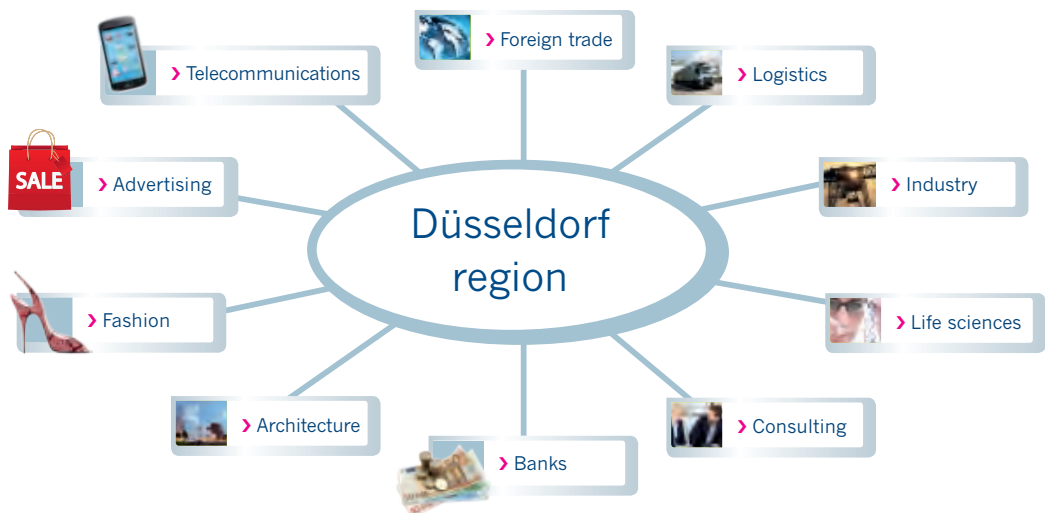 › Foreign trade
› Telecommunications
› Logistics
SALE
› Advertising
› Industry
Düsseldorf
region
› Fashion
› Life sciences
› Architecture
› Consulting
› Banks